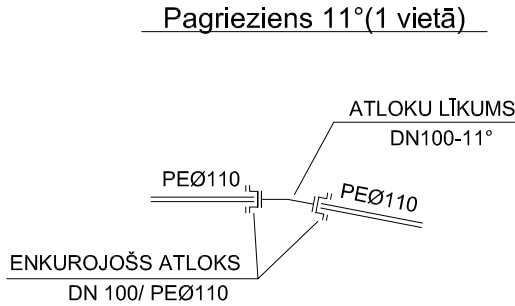 Pagrieziens 11°(1 vietā)
ATLOKU LĪKUMS
DN100-11°
PEØ110
PEØ110
ENKUROJOŠS ATLOKS
DN 100/ PEØ110